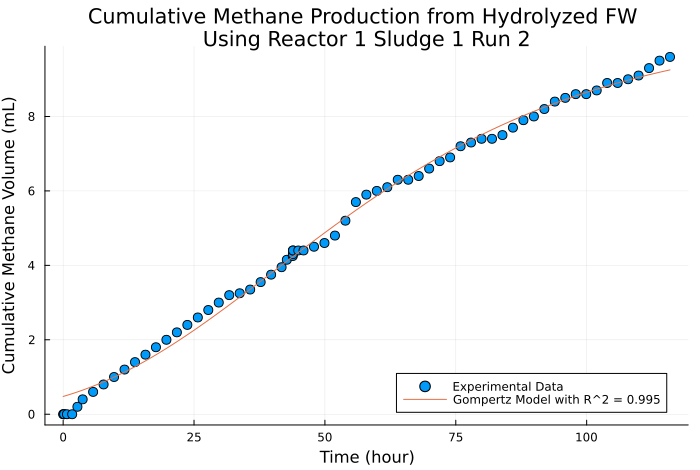 Cumulative Methane Production from Hydrolyzed FW
Using Reactor 1 Sludge 1 Run 2
Cumulative Methane Volume (mL)
8
6
4
2
0
Experimental Data
Gompertz Model with R^2 = 0.995
0 25 50 75 100
Time (hour)